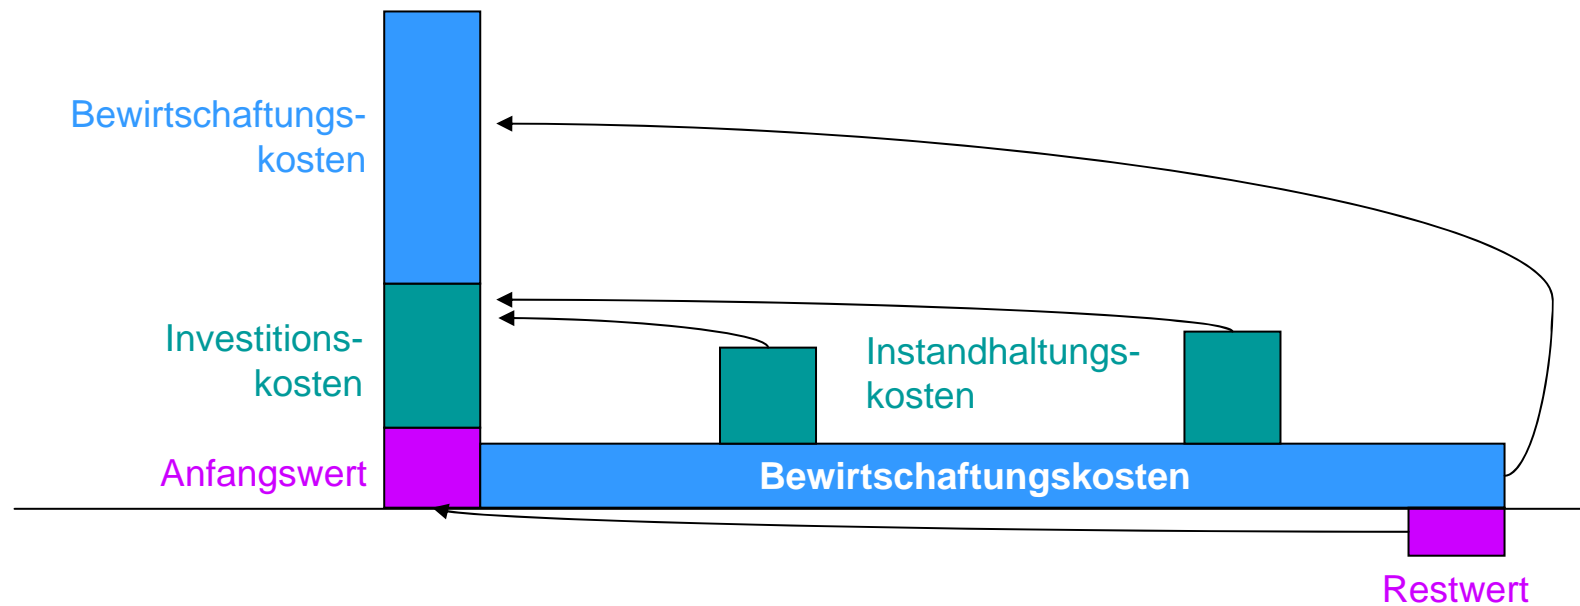 Bewirtschaftungs-
kosten
Investitions-
kosten
Instandhaltungs-
kosten
Anfangswert
Bewirtschaftungskosten
Restwert